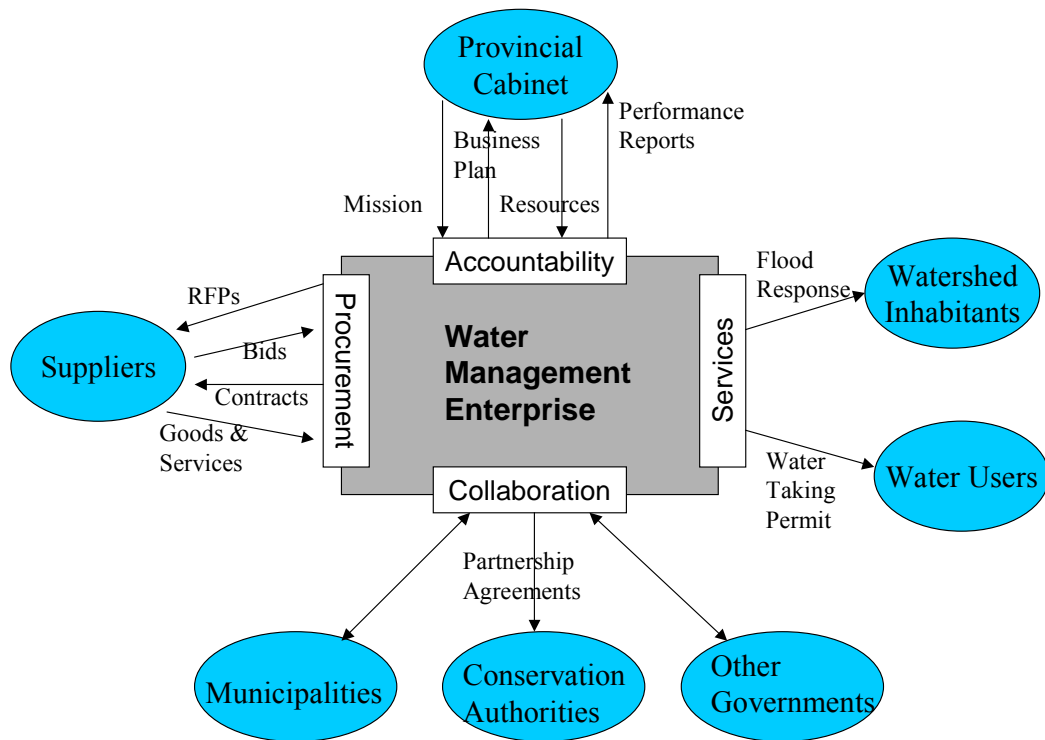 Provincial
Cabinet
Performance
Reports
Business
Plan
Mission
Resources
Accountability
Flood
Response
Watershed
Inhabitants
RFPs
Procurement
Water
Management
Enterprise
Services
Suppliers
Bids
Contracts
Goods &
Services
Water
Taking
Permit
Water Users
Collaboration
Partnership
Agreements
Municipalities
Conservation
Authorities
Other
Governments